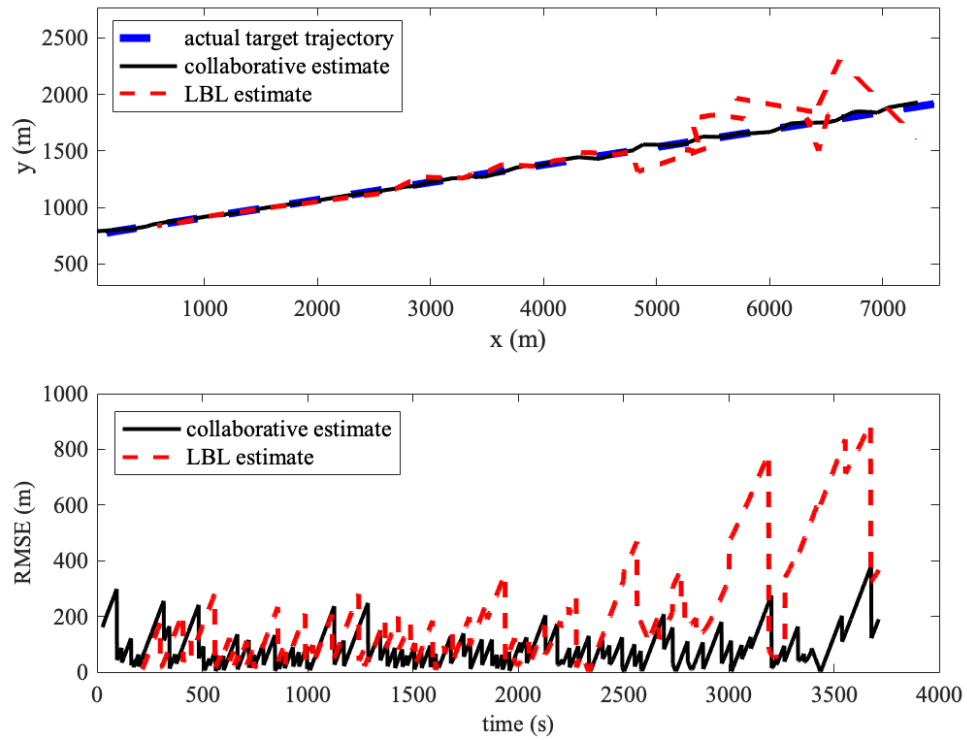 2500
2000
1500
1000
500
y (m)
actual target trajectory
collaborative estimate
LBL estimate
1000 2000 3000 4000 5000 6000 7000
x (m)
1000
800
600
400
200
0
RMSE (m)
collaborative estimate
LBL estimate
0 500 1000 1500 2000 2500 3000 3500 4000
time (s)